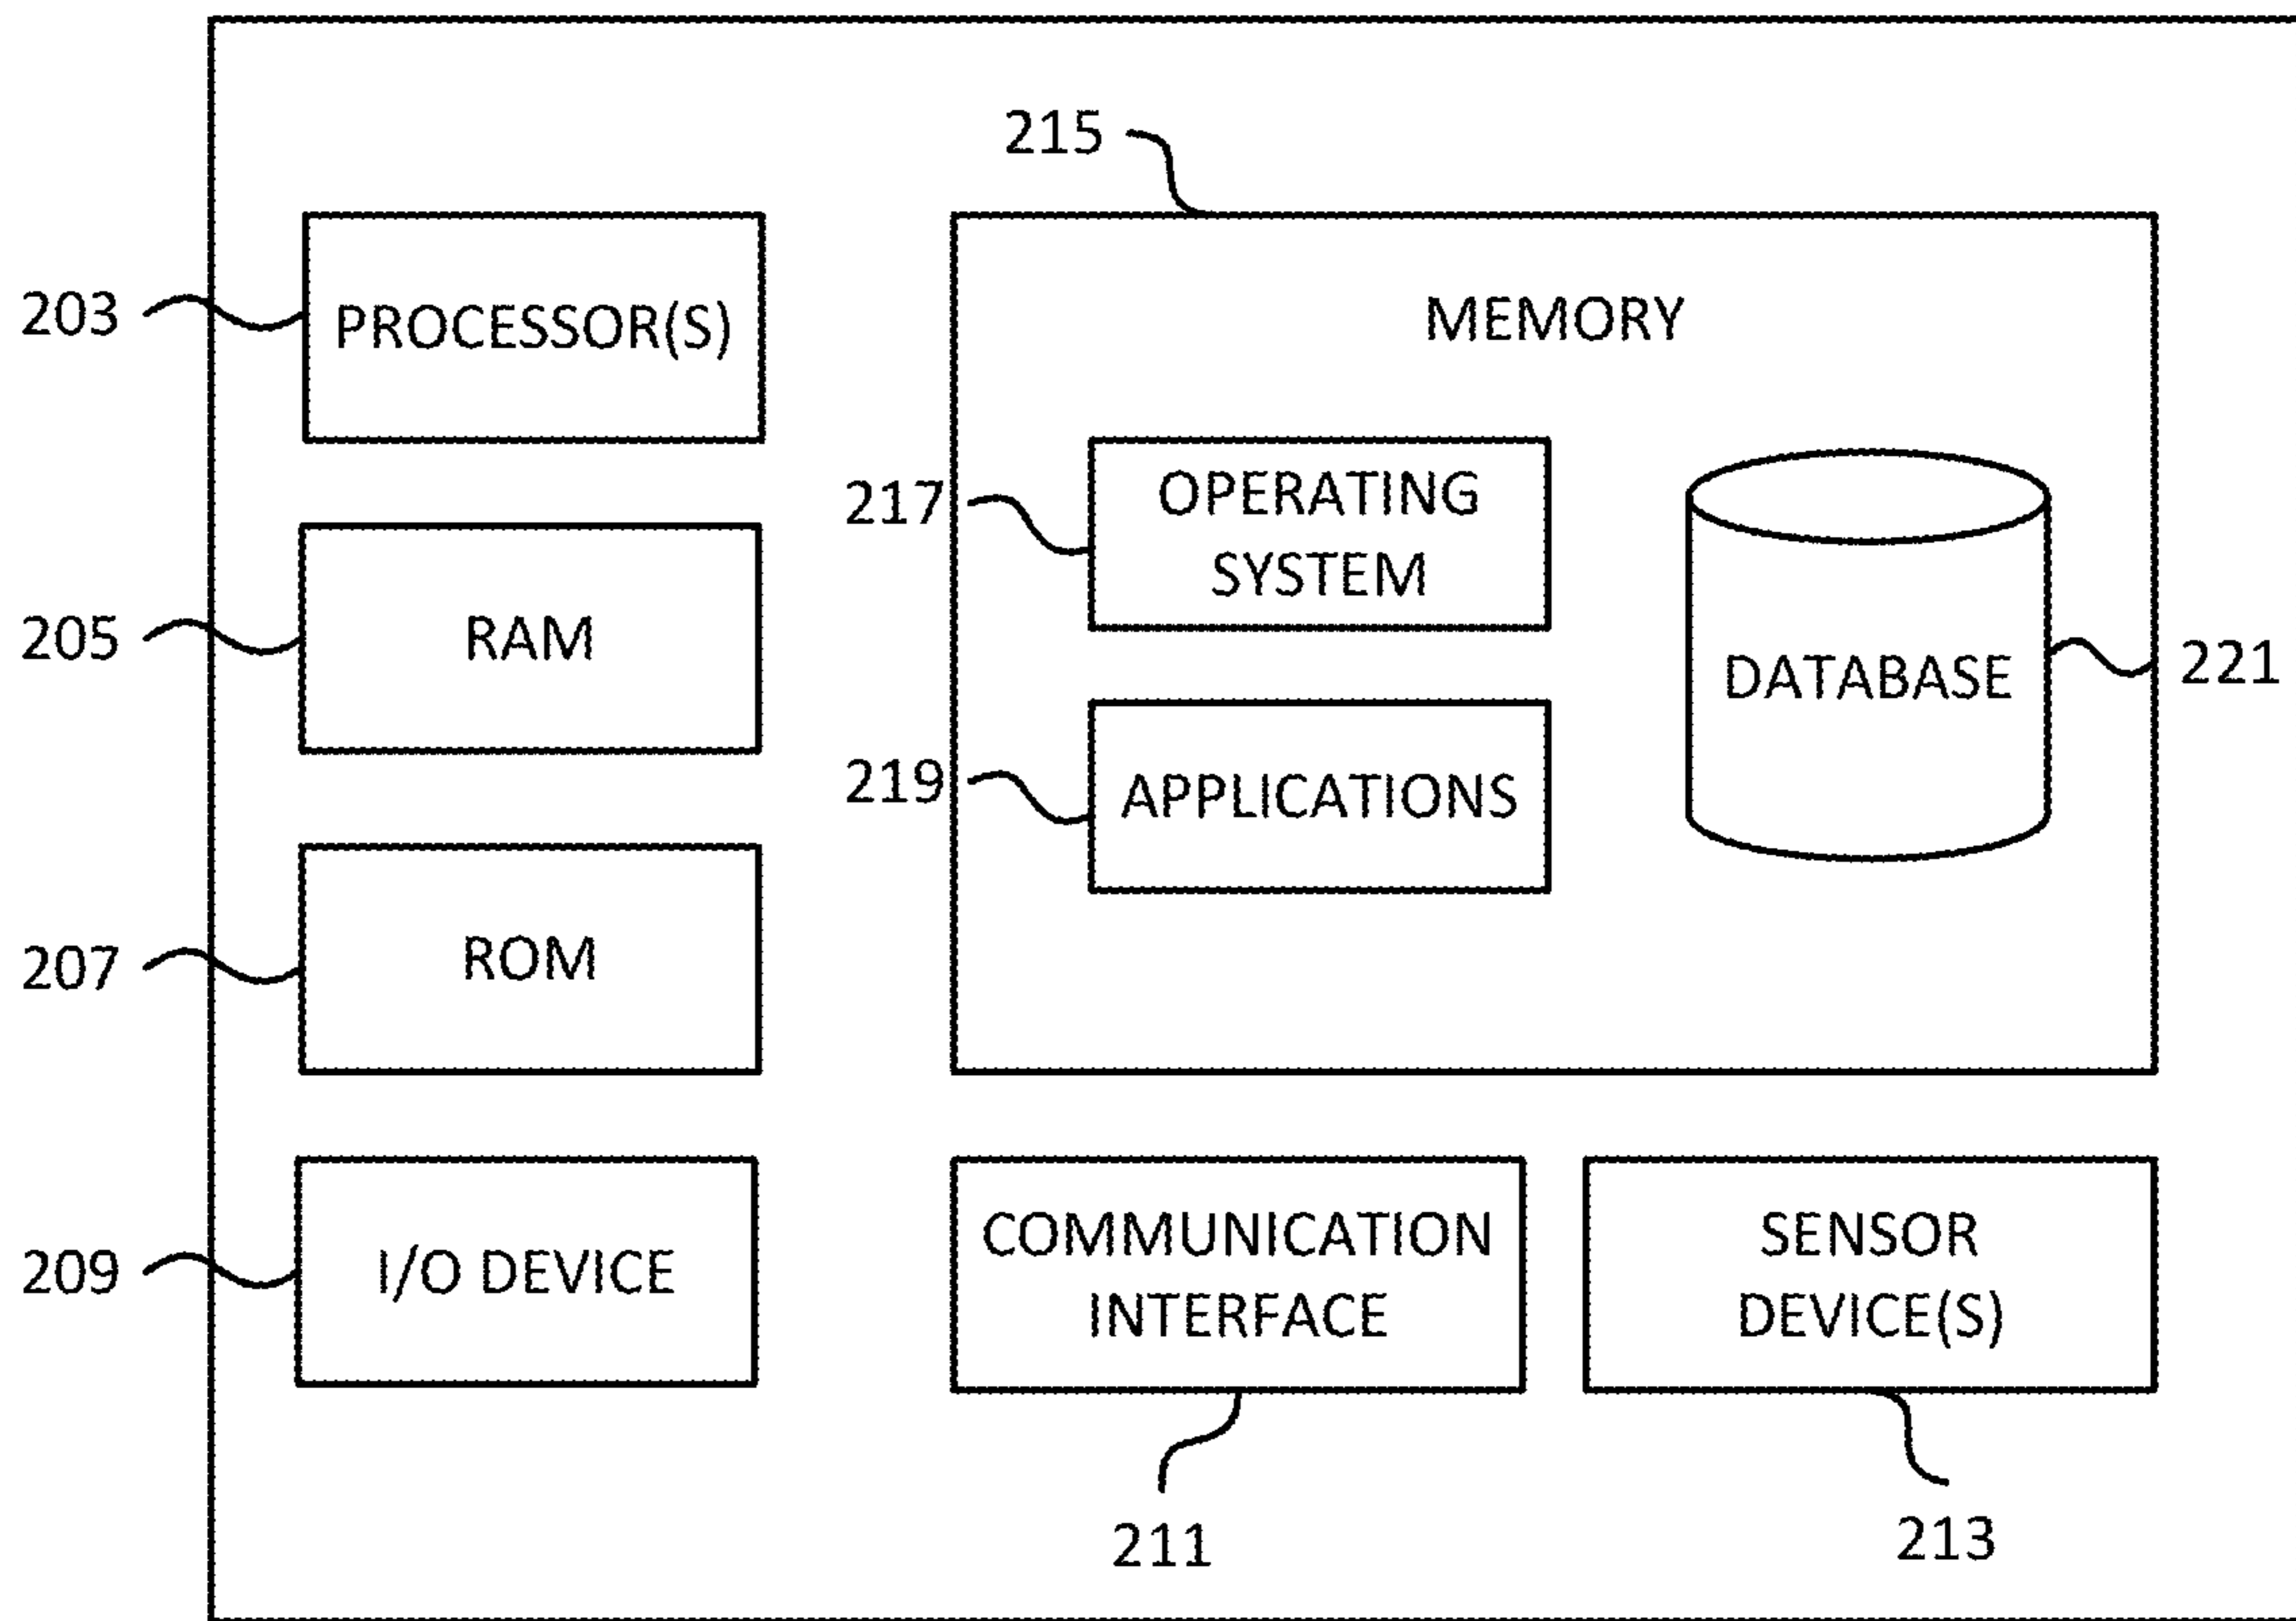 215
203
PROCESSOR(S)
MEMORY
217
OPERATING
SYSTEM
205
RAM
DATABASE
221
219
APPLICATIONS
207
ROM
209
I/O DEVICE
COMMUNICATION
INTERFACE
SENSOR
DEVICE(S)
211
213